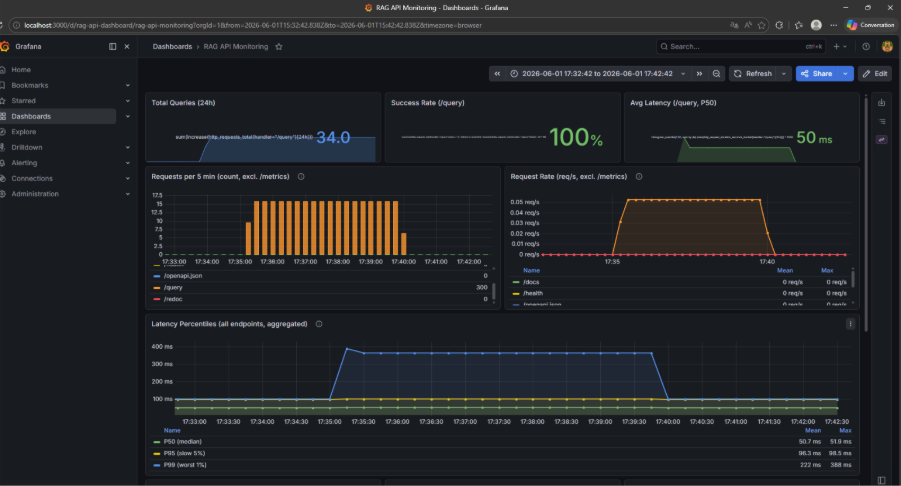 RAG API Monitoring - Dashboards - Grafana
localhost:3000/d/rag-api-dashboard/rag-api-monitoring?orgId=1&from=2026-06-01T15:32:42.838Z&to=2026-06-01T15:42:42.838Z&timezone=browser
Conversation
Grafana
Dashboards › RAG API Monitoring
Search...
ctrl+k
Home
Bookmarks
Starred
Dashboards
Explore
Drilldown
Alerting
Connections
Administration
2026-06-01 17:32:42 to 2026-06-01 17:42:42
Refresh
Share
Edit
Total Queries (24h)
sum(increase(http_requests_total{handler="/query"}[24h]))
34.0
Success Rate (/query)
100%
Avg Latency (/query, P50)
50 ms
Requests per 5 min (count, excl. /metrics)
17.5
15
12.5
10
7.5
5
2.5
0
17:33:00 17:34:00 17:35:00 17:36:00 17:37:00 17:38:00 17:39:00 17:40:00 17:41:00 17:42:00
/openapi.json 0
/query 300
/redoc 0
Request Rate (req/s, excl. /metrics)
0.05 req/s
0.04 req/s
0.03 req/s
0.02 req/s
0.01 req/s
0 req/s
17:35 17:40
Name Mean Max
/docs 0 req/s 0 req/s
/health 0 req/s 0 req/s
/openapi.json 0 req/s 0 req/s
Latency Percentiles (all endpoints, aggregated)
400 ms
300 ms
200 ms
100 ms
17:33:00 17:33:30 17:34:00 17:34:30 17:35:00 17:35:30 17:36:00 17:36:30 17:37:00 17:37:30 17:38:00 17:38:30 17:39:00 17:39:30 17:40:00 17:40:30 17:41:00 17:41:30 17:42:00 17:42:30
Name Mean Max
P50 (median) 50.7 ms 51.9 ms
P95 (slow 5%) 96.3 ms 98.5 ms
P99 (worst 1%) 222 ms 388 ms